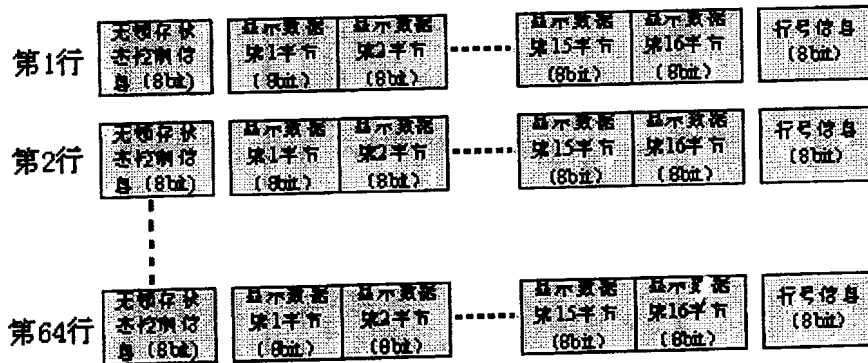 第1行
无帧存状
态控制信
息(8bit)
显示数据
第1字节
(8bit)
显示数据
第2字节
(8bit)
显示数据
第15字节
(8bit)
显示数据
第16字节
(8bit)
行号信息
(8bit)
第2行
无帧存状
态控制信
息(8bit)
显示数据
第1字节
(8bit)
显示数据
第2字节
(8bit)
显示数据
第15字节
(8bit)
显示数据
第16字节
(8bit)
行号信息
(8bit)
第64行
无帧存状
态控制信
息(8bit)
显示数据
第1字节
(8bit)
显示数据
第2字节
(8bit)
显示数据
第15字节
(8bit)
显示数据
第16字节
(8bit)
行号信息
(8bit)